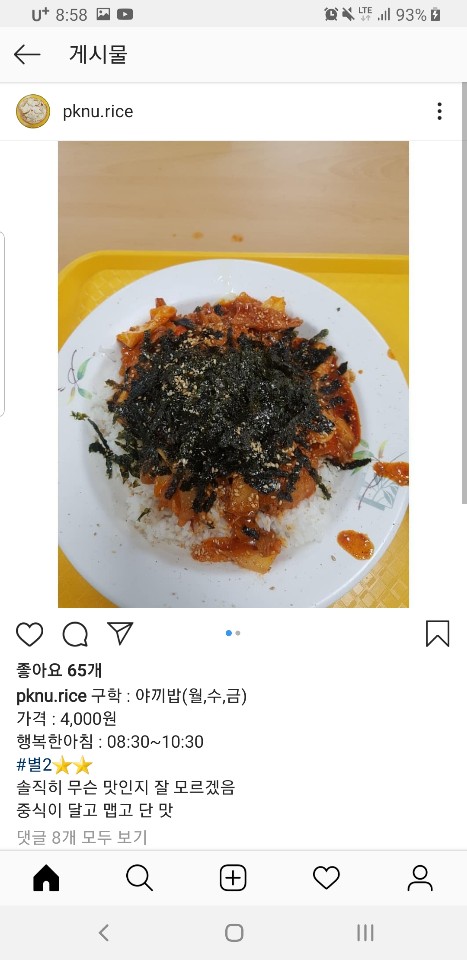 U+ 8:58 LTE 93%
게시물
pknu.rice
좋아요 65개
pknu.rice 구학 : 야끼밥(월,수,금)
가격 : 4,000원
행복한아침 : 08:30~10:30
#별2⭐⭐
솔직히 무슨 맛인지 잘 모르겠음
중식이 달고 맵고 단 맛
댓글 8개 모두 보기